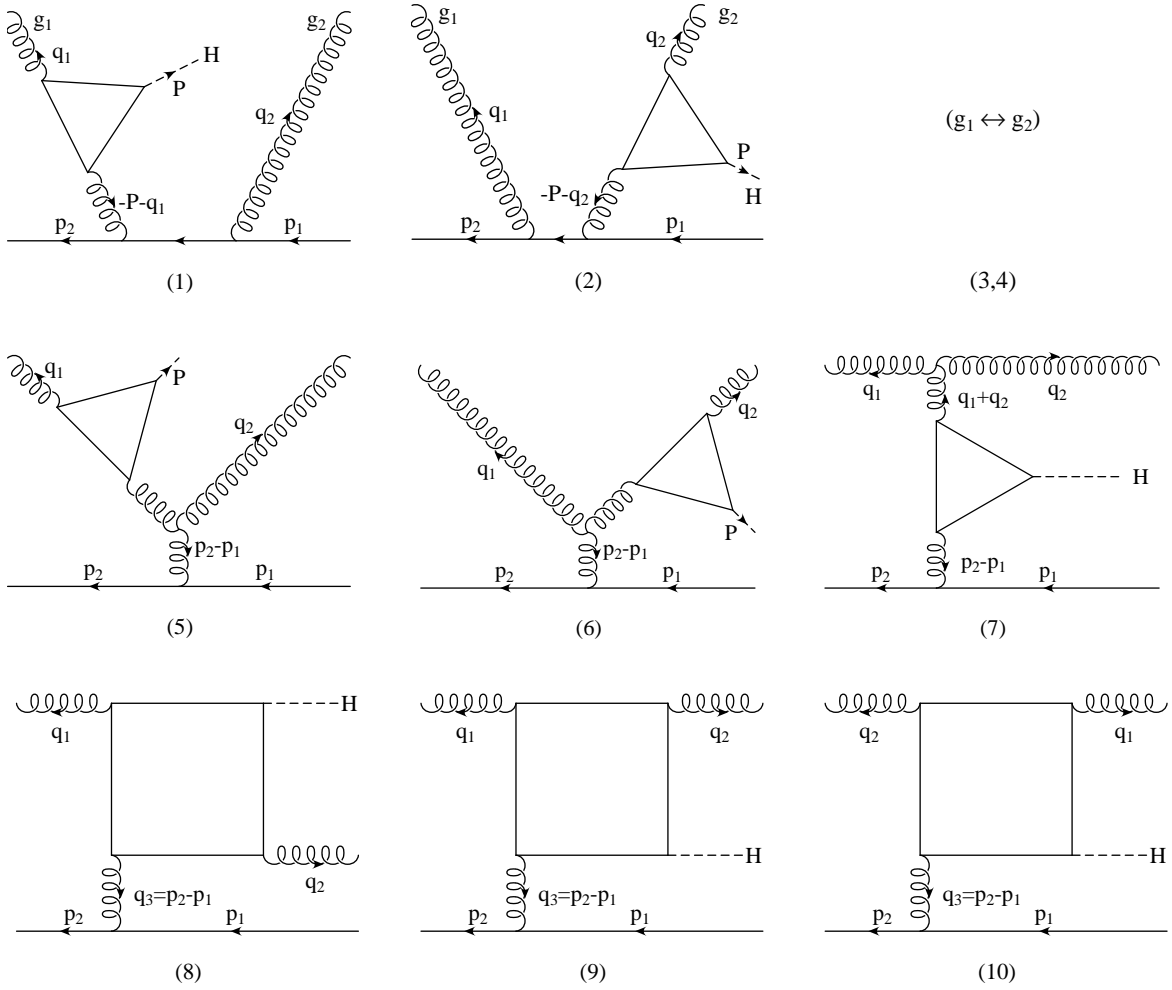 g₁ q₁ H P g₂ q₂
-P-q₁
p₂ p₁
(1)
g₁ q₁ g₂ q₂ P H
-P-q₂
p₂ p₁
(2)
(g₁ ↔ g₂)
(3,4)
q₁ P q₂
p₂-p₁
p₂ p₁
(5)
q₁ q₂ P
p₂-p₁
p₂ p₁
(6)
q₁ q₁+q₂ q₂
H
p₂-p₁
p₂ p₁
(7)
H
q₁
q₂
q₃=p₂-p₁
p₂ p₁
(8)
q₁ q₂
H
q₃=p₂-p₁
p₂ p₁
(9)
q₂ q₁
H
q₃=p₂-p₁
p₂ p₁
(10)